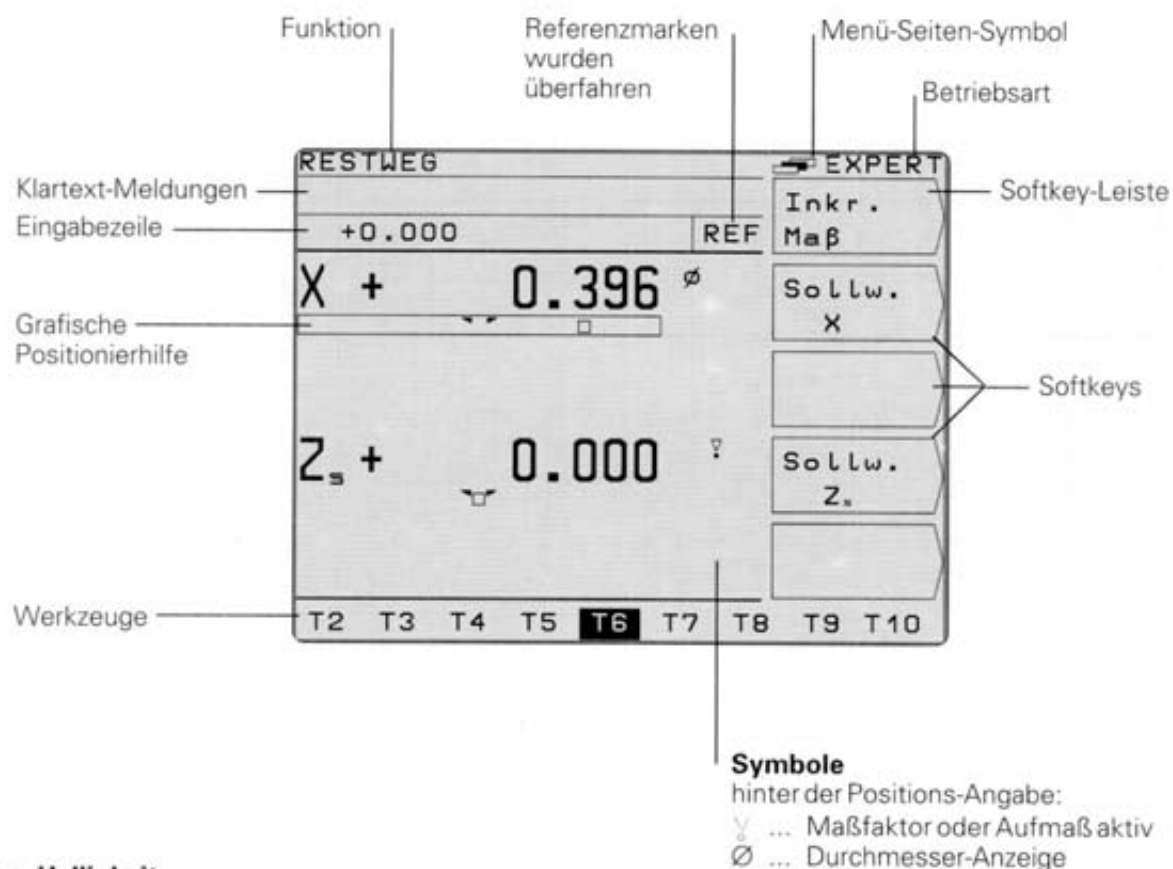 Funktion
Referenzmarken
wurden
überfahren
Menü-Seiten-Symbol
Betriebsart
RESTWEG
EXPERT
Klartext-Meldungen
Softkey-Leiste
Inkr.
Maß
Eingabezeile
+0.000
REF
X + 0.396 ø
Sollw.
X
Grafische
Positionierhilfe
Softkeys
Zs + 0.000
Sollw.
Zs
Werkzeuge
T2 T3 T4 T5 T6 T7 T8 T9 T10
Symbole
hinter der Positions-Angabe:
... Maßfaktor oder Aufmaß aktiv
Ø ... Durchmesser-Anzeige